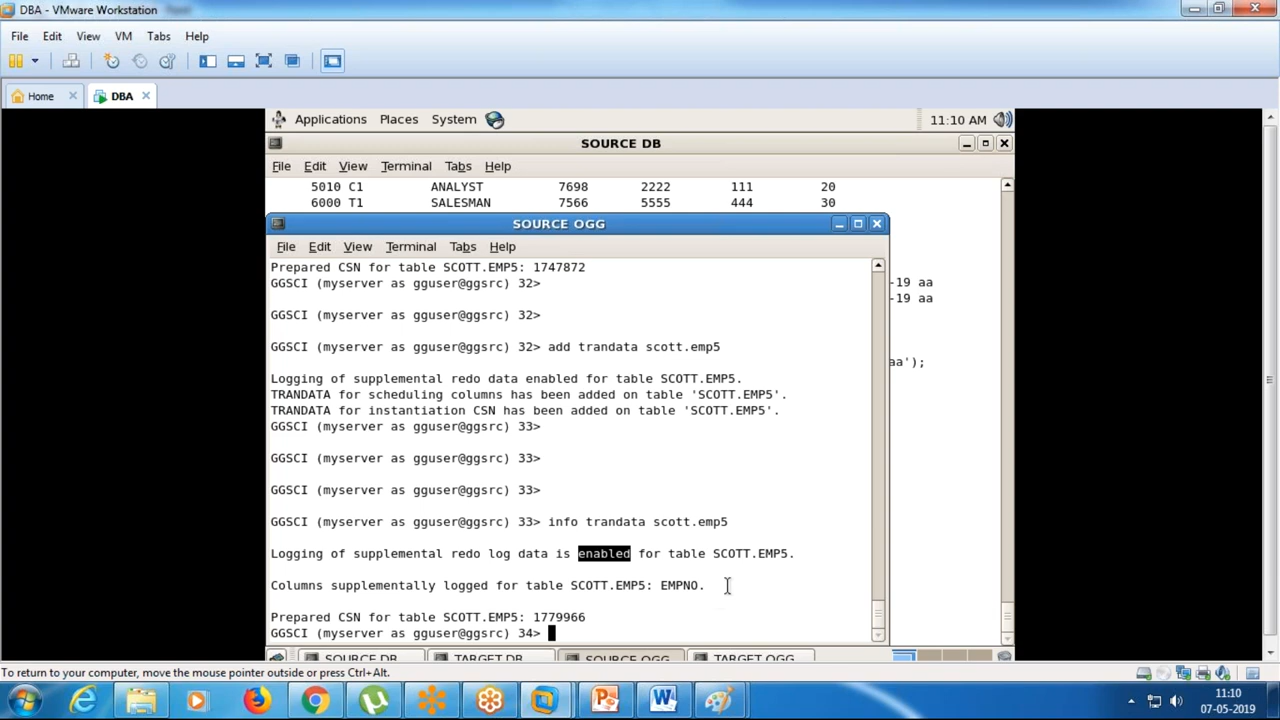 DBA - VMware Workstation
File Edit View VM Tabs Help
Home DBA
Applications Places System 11:10 AM
SOURCE DB
File Edit View Terminal Tabs Help
5010 C1 ANALYST 7698 2222 111 20
6000 T1 SALESMAN 7566 5555 444 30
SOURCE OGG
File Edit View Terminal Tabs Help
Prepared CSN for table SCOTT.EMP5: 1747872
GGSCI (myserver as gguser@ggsrc) 32>
-19 aa
-19 aa
GGSCI (myserver as gguser@ggsrc) 32>
GGSCI (myserver as gguser@ggsrc) 32> add trandata scott.emp5
aa');
Logging of supplemental redo data enabled for table SCOTT.EMP5.
TRANDATA for scheduling columns has been added on table 'SCOTT.EMP5'.
TRANDATA for instantiation CSN has been added on table 'SCOTT.EMP5'.
GGSCI (myserver as gguser@ggsrc) 33>
GGSCI (myserver as gguser@ggsrc) 33>
GGSCI (myserver as gguser@ggsrc) 33>
GGSCI (myserver as gguser@ggsrc) 33> info trandata scott.emp5
Logging of supplemental redo log data is enabled for table SCOTT.EMP5.
Columns supplementally logged for table SCOTT.EMP5: EMPNO.
Prepared CSN for table SCOTT.EMP5: 1779966
GGSCI (myserver as gguser@ggsrc) 34>
SOURCE DB TARGET DB SOURCE OGG TARGET OGG
To return to your computer, move the mouse pointer outside or press Ctrl+Alt.
11:10
07-05-2019